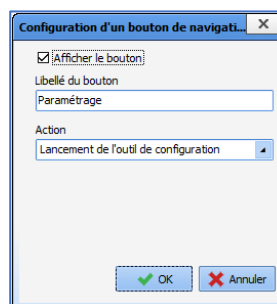 Configuration d'un bouton de navigati...
Afficher le bouton
Libellé du bouton
Paramétrage
Action
Lancement de l'outil de configuration
OK
Annuler